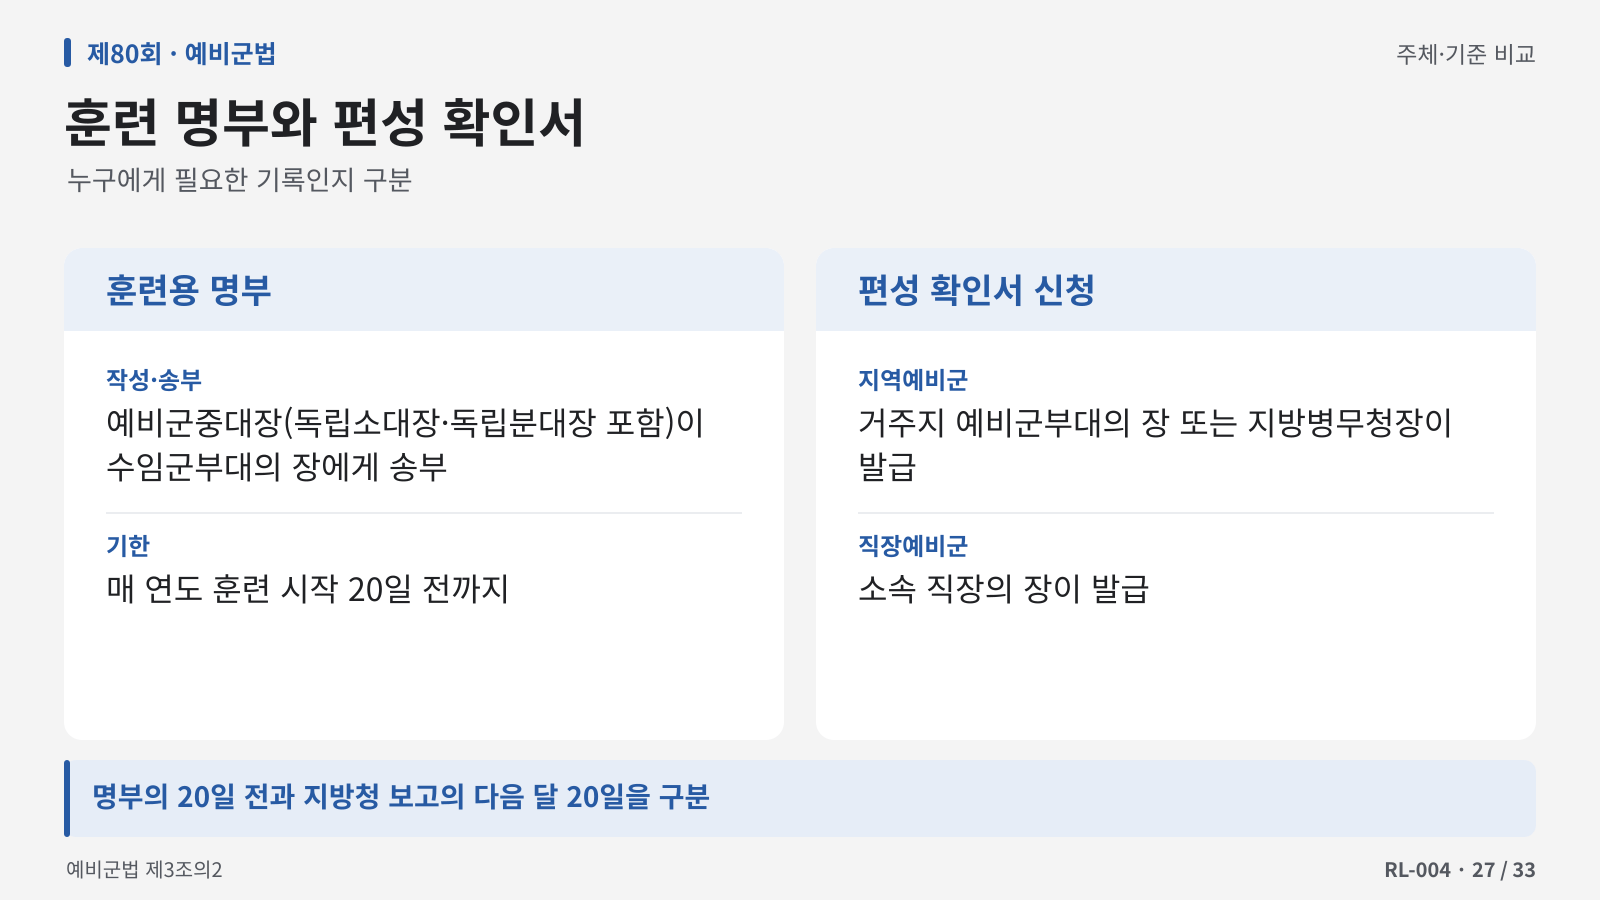 제80회 · 예비군법
주체·기준 비교
훈련 명부와 편성 확인서
누구에게 필요한 기록인지 구분
훈련용 명부
작성·송부
예비군중대장(독립소대장·독립분대장 포함)이
수임군부대의 장에게 송부
기한
매 연도 훈련 시작 20일 전까지
편성 확인서 신청
지역예비군
거주지 예비군부대의 장 또는 지방병무청장이
발급
직장예비군
소속 직장의 장이 발급
명부의 20일 전과 지방청 보고의 다음 달 20일을 구분
예비군법 제3조의2
RL-004 · 27 / 33